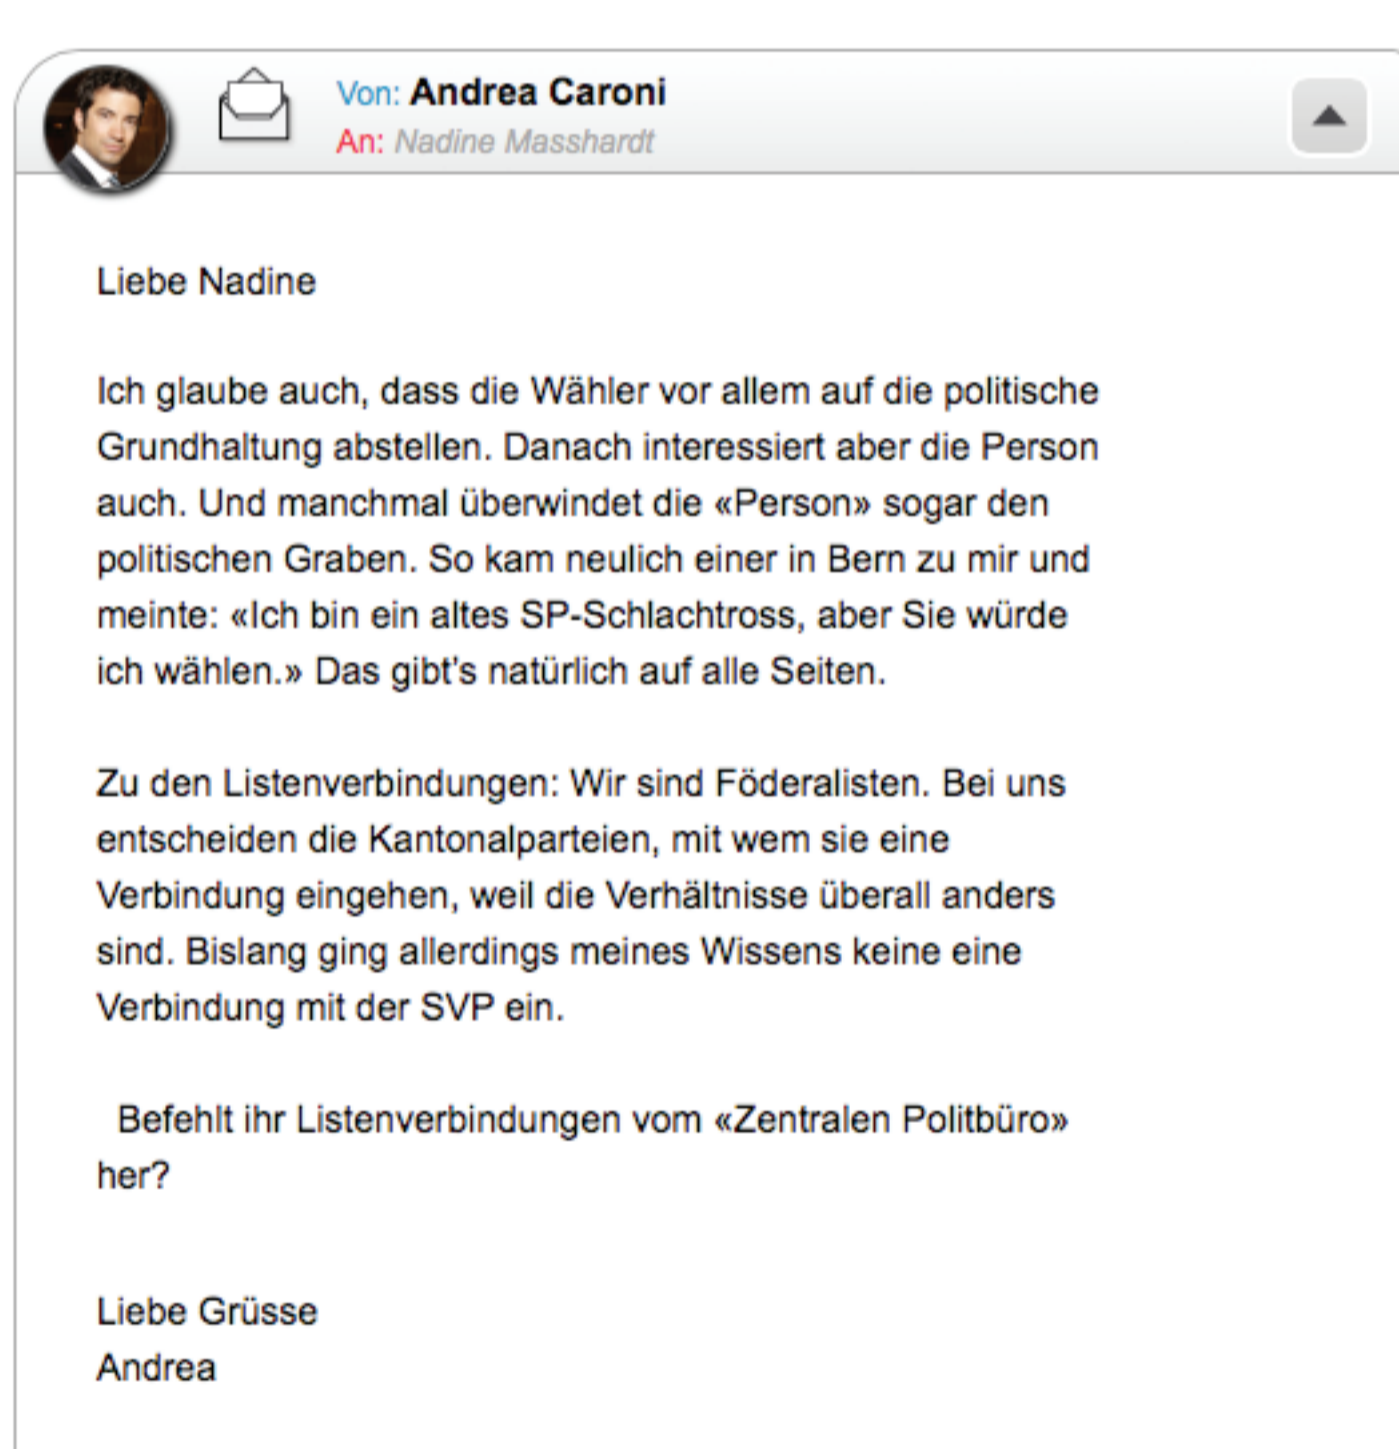 Von: Andrea Caroni
An: Nadine Masshardt
Liebe Nadine
Ich glaube auch, dass die Wähler vor allem auf die politische
Grundhaltung abstellen. Danach interessiert aber die Person
auch. Und manchmal überwindet die «Person» sogar den
politischen Graben. So kam neulich einer in Bern zu mir und
meinte: «Ich bin ein altes SP-Schlachtross, aber Sie würde
ich wählen.» Das gibt's natürlich auf alle Seiten.
Zu den Listenverbindungen: Wir sind Föderalisten. Bei uns
entscheiden die Kantonalparteien, mit wem sie eine
Verbindung eingehen, weil die Verhältnisse überall anders
sind. Bislang ging allerdings meines Wissens keine eine
Verbindung mit der SVP ein.
Befehlt ihr Listenverbindungen vom «Zentralen Politbüro»
her?
Liebe Grüsse
Andrea